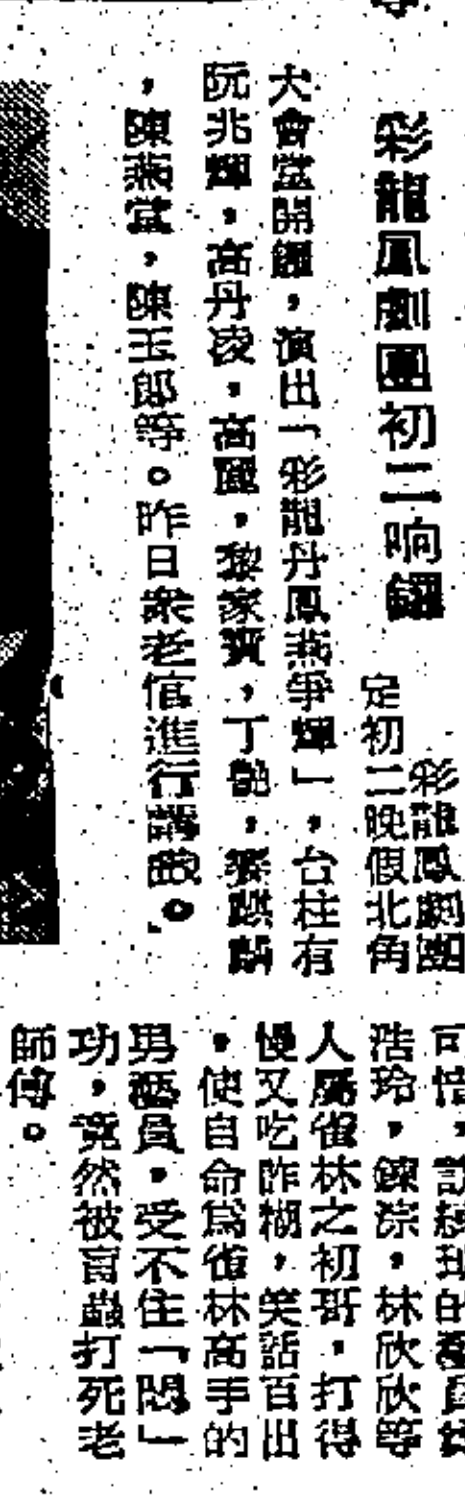 彩龍鳳劇團初二响鑼
彩龍鳳劇團
定初二晚假北角
大會堂開鑼，演出「彩龍丹鳳燕爭輝」，台柱有
阮兆輝，高丹凌，高麗，黎家寶，丁艷，麒麟
，陳燕棠，陳玉郎等。昨日衆老倌進行講曲。
可惜，
浩玲，鍊淙，林欣欣等
人屬雀林之初哥，打得
慢又吃詐糊，笑話百出
，使自命爲雀林高手的
男藝員，受不住「悶」
功，竟然被盲蟲打死老
師傅。